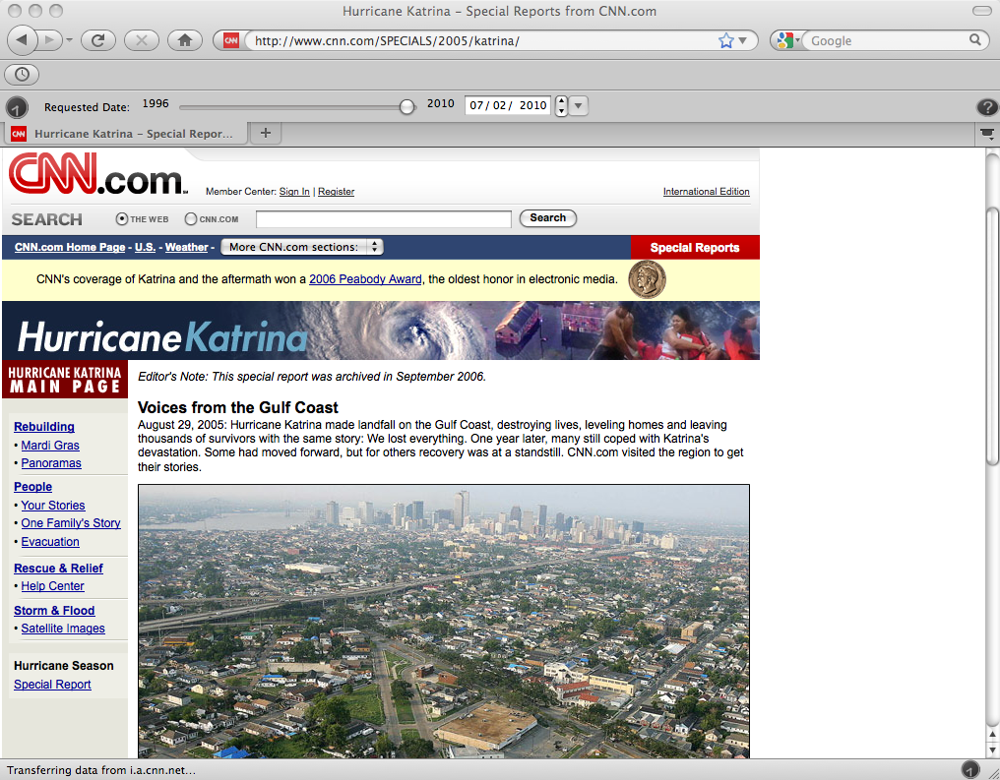 Hurricane Katrina – Special Reports from CNN.com
CNN http://www.cnn.com/SPECIALS/2005/katrina/ Google
Requested Date: 1996 2010 07/ 02/ 2010
CNN Hurricane Katrina – Special Repor... +
CNN.com
Member Center: Sign In | Register International Edition
SEARCH THE WEB CNN.COM Search
CNN.com Home Page - U.S. - Weather - More CNN.com sections: Special Reports
CNN's coverage of Katrina and the aftermath won a 2006 Peabody Award, the oldest honor in electronic media.
Hurricane Katrina
HURRICANE KATRINA
MAIN PAGE
Rebuilding
• Mardi Gras
• Panoramas
People
• Your Stories
• One Family's Story
• Evacuation
Rescue & Relief
• Help Center
Storm & Flood
• Satellite Images
Hurricane Season
Special Report
Editor's Note: This special report was archived in September 2006.
Voices from the Gulf Coast
August 29, 2005: Hurricane Katrina made landfall on the Gulf Coast, destroying lives, leveling homes and leaving
thousands of survivors with the same story: We lost everything. One year later, many still coped with Katrina's
devastation. Some had moved forward, but for others recovery was at a standstill. CNN.com visited the region to get
their stories.
Transferring data from i.a.cnn.net...